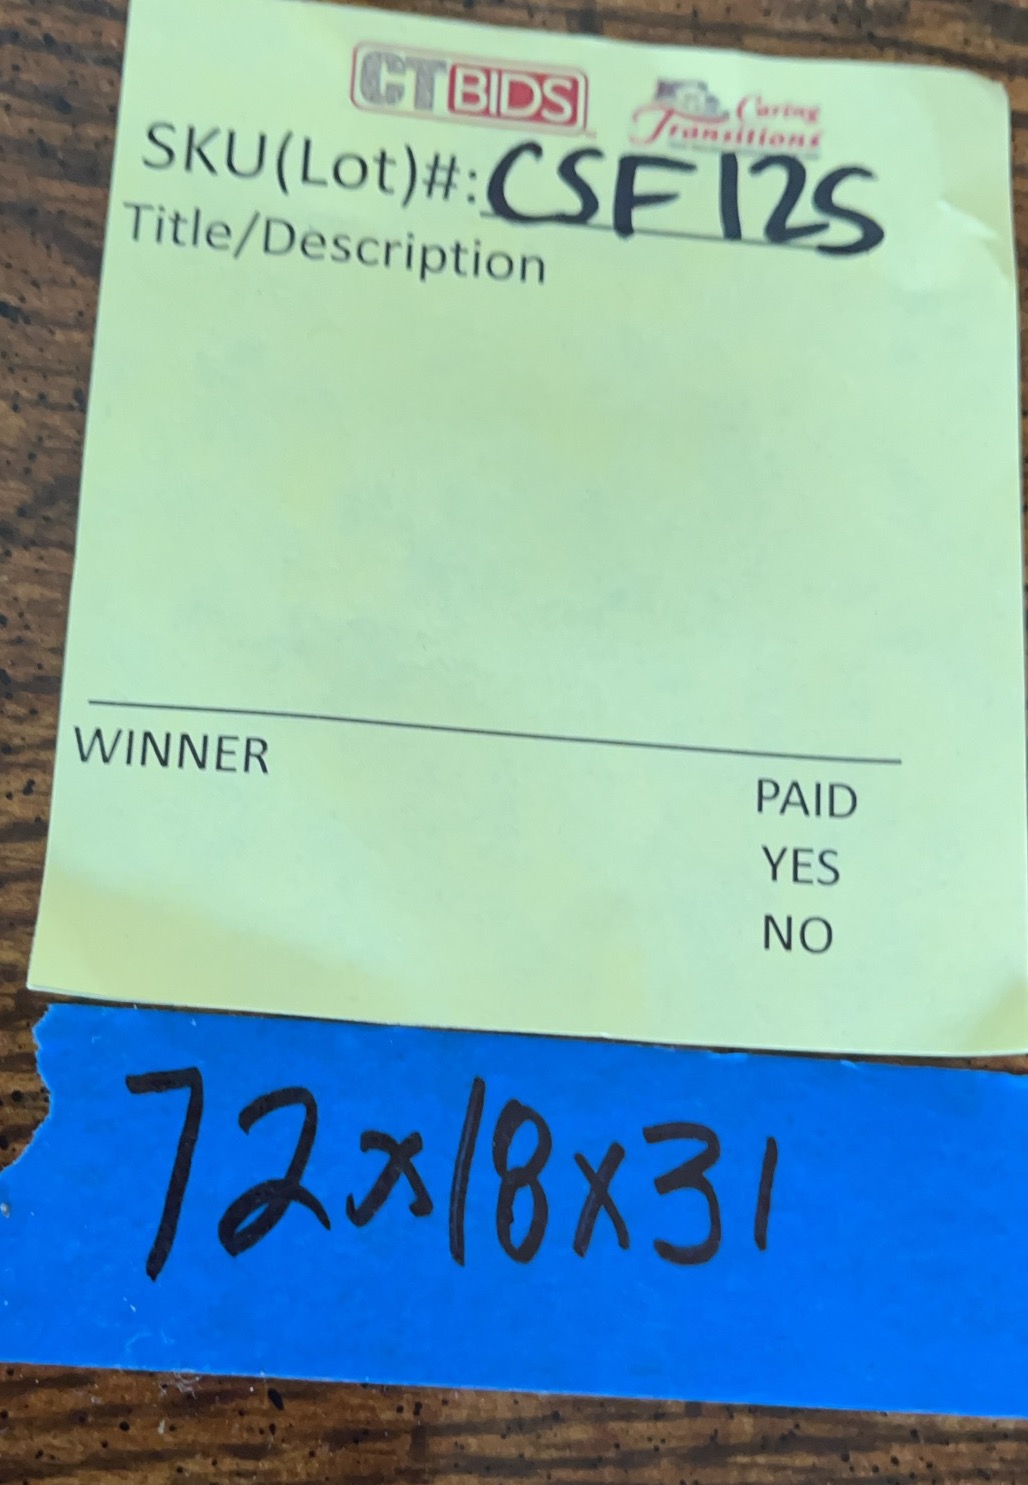 CTBIDS
Caring
Transitions
SKU(Lot)#: CSF125
Title/Description
WINNER
PAID
YES
NO
72x18x31